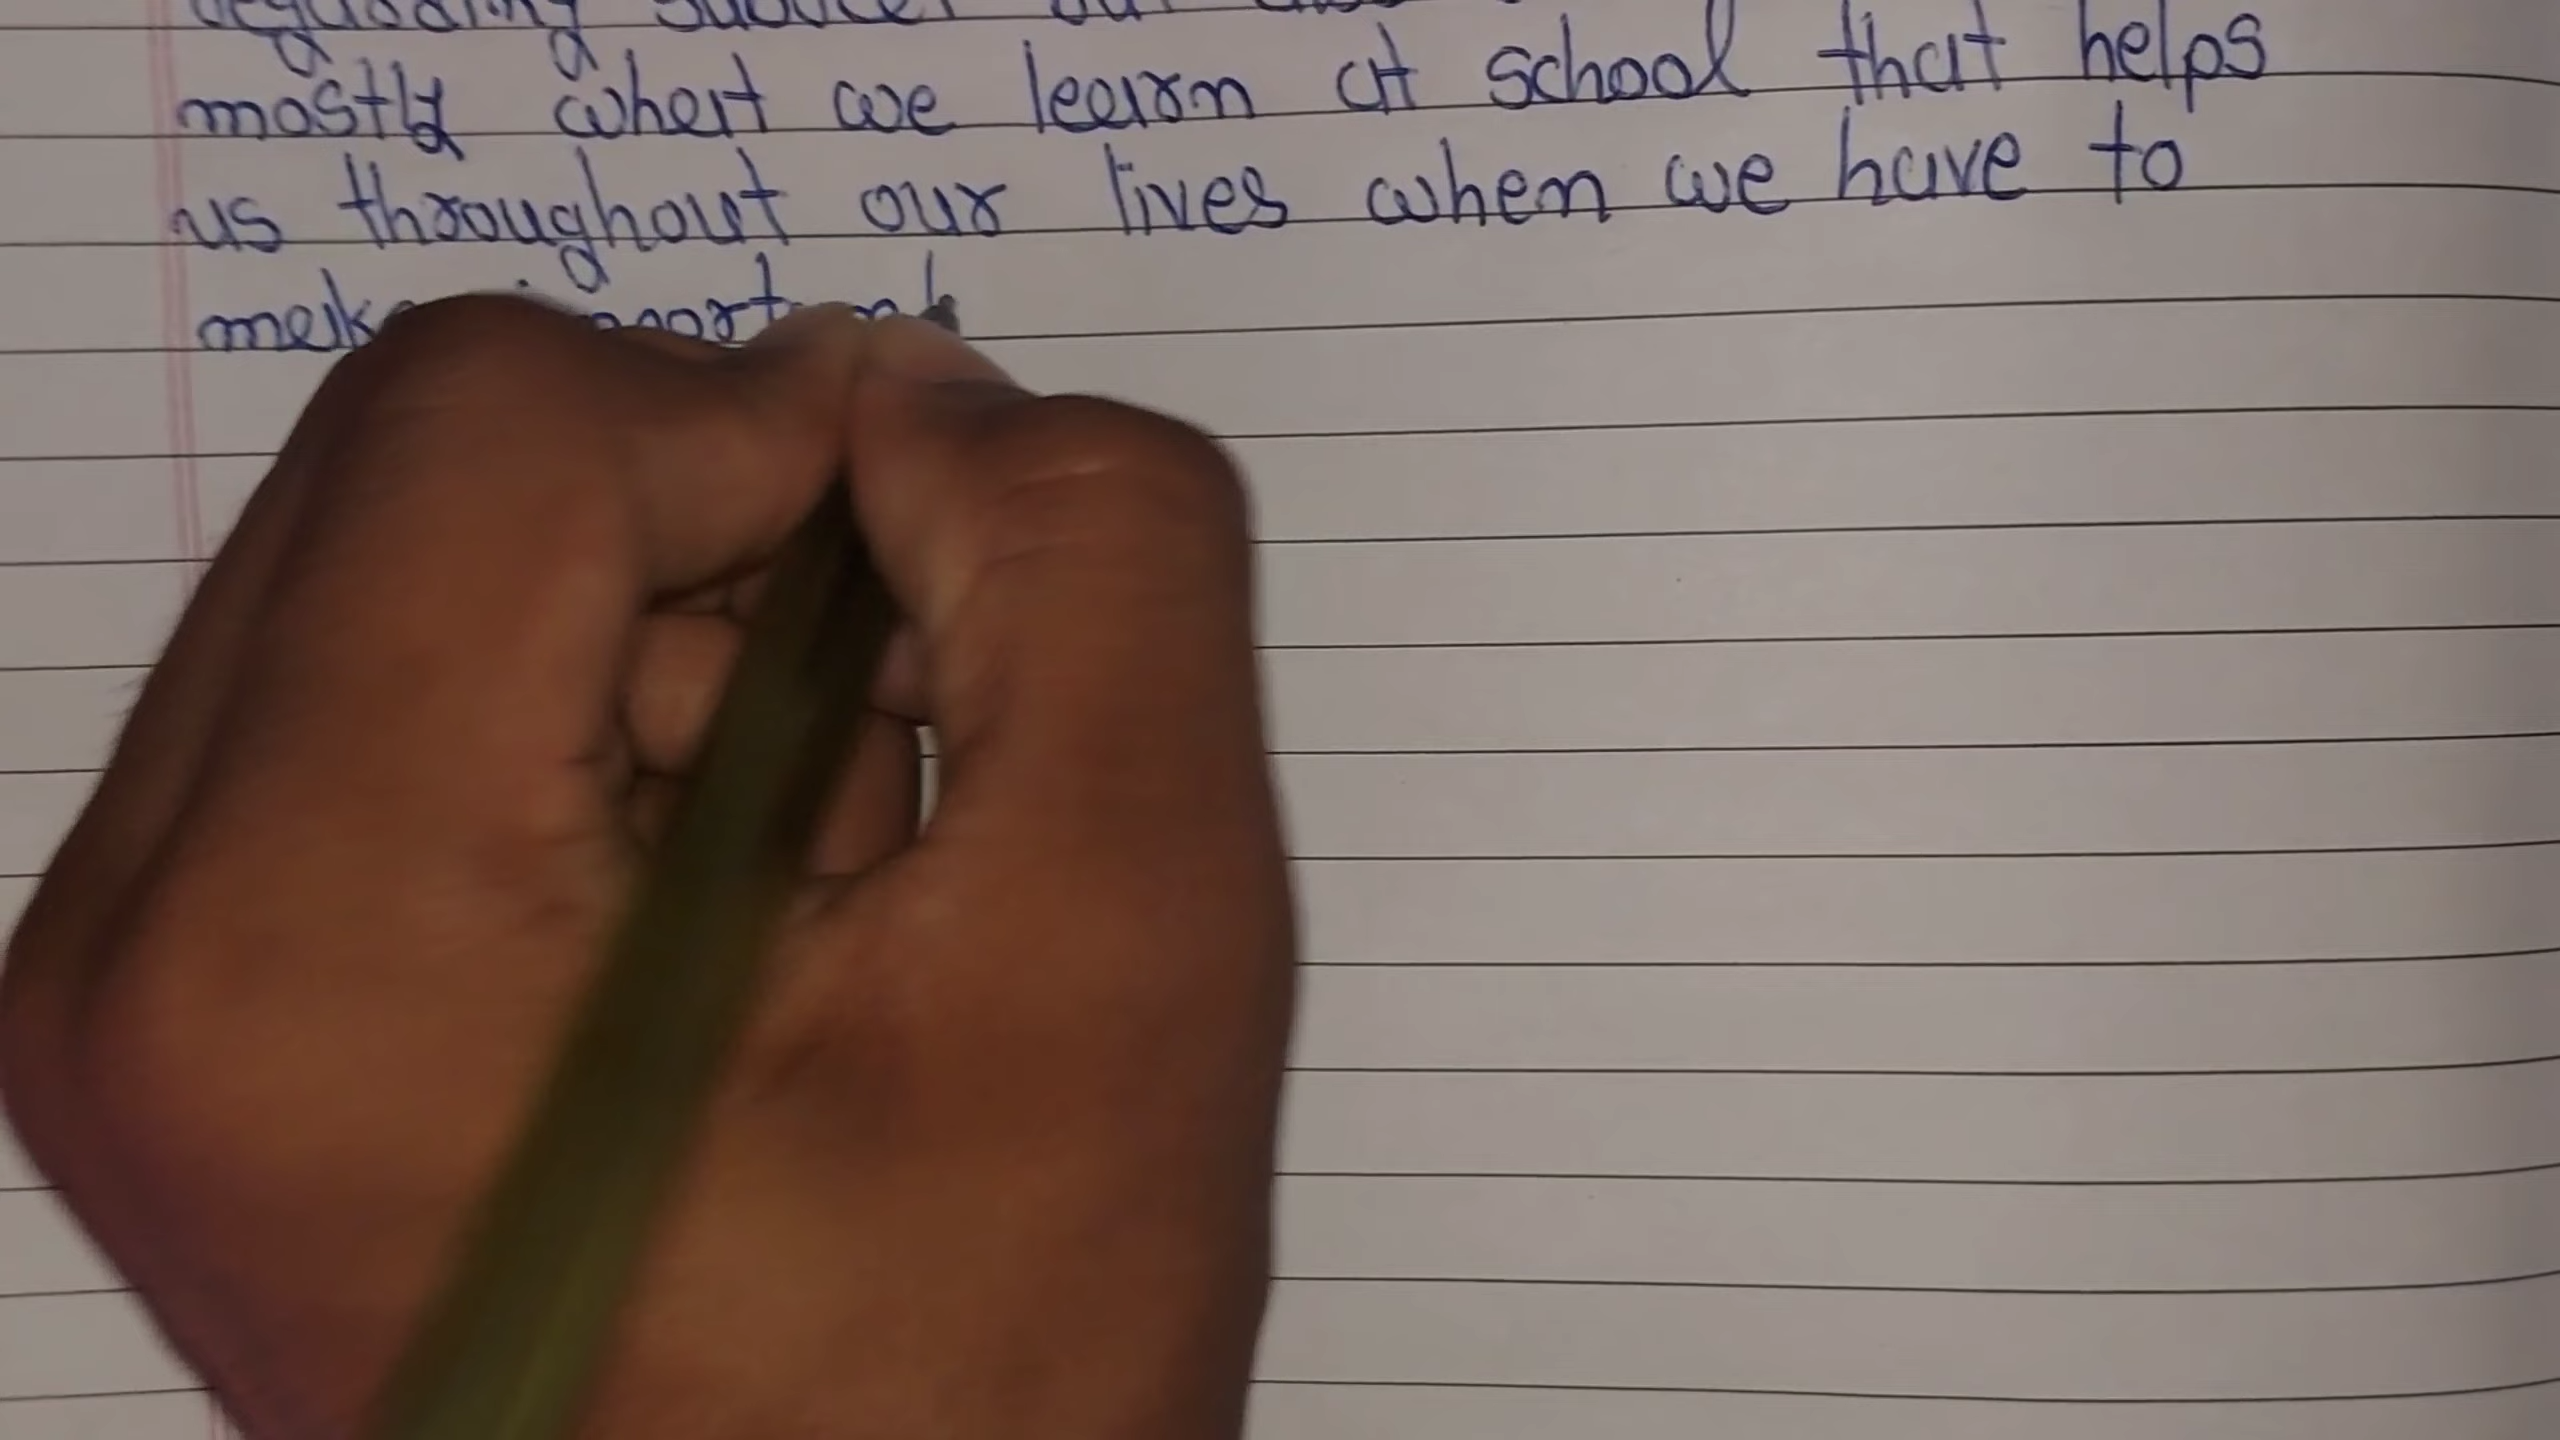 mostly what we learn at school that helps
us throughout our lives when we have to